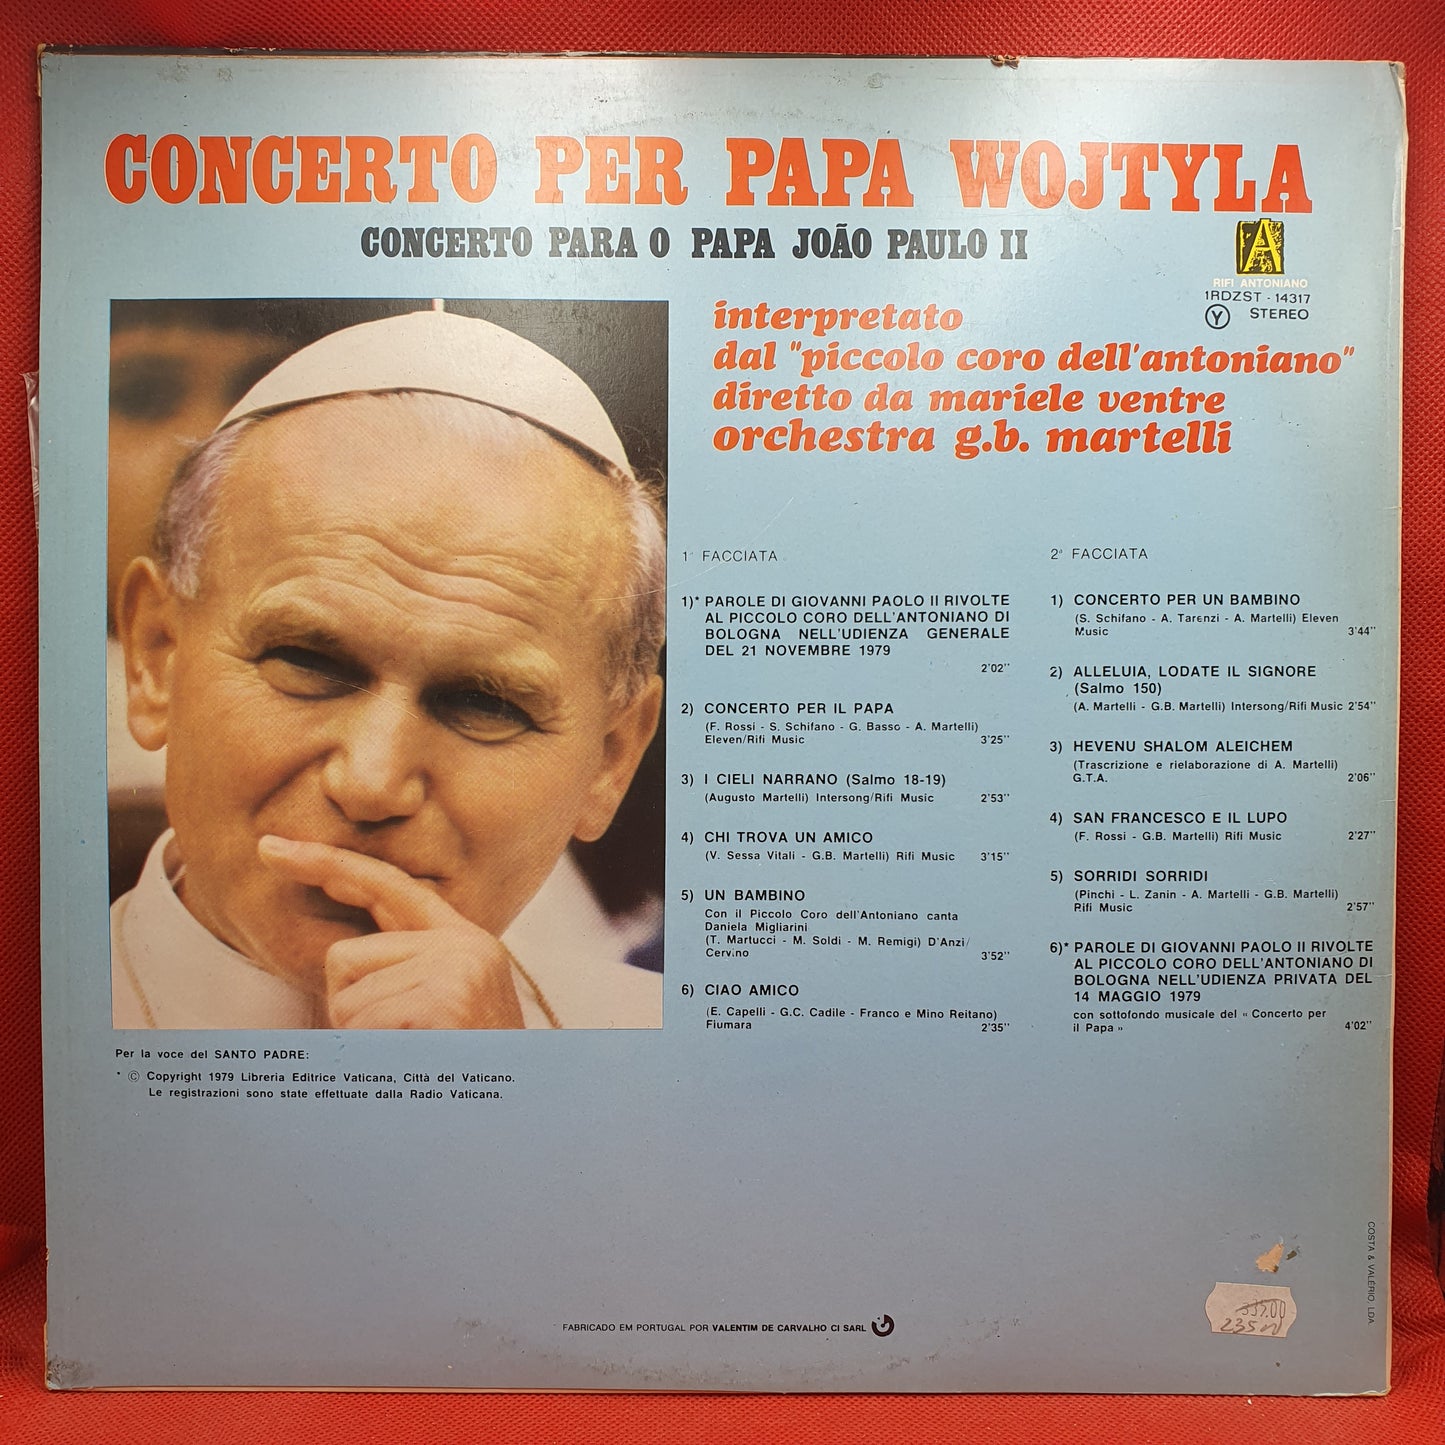 CONCERTO PER PAPA WOJTYLA
CONCERTO PARA O PAPA JOÃO PAULO II
A
RIFI ANTONIANO
1RDZST - 14317
Y STEREO
interpretato
dal "piccolo coro dell'antoniano"
diretto da mariele ventre
orchestra g.b. martelli
1ª FACCIATA
1)* PAROLE DI GIOVANNI PAOLO II RIVOLTE
AL PICCOLO CORO DELL'ANTONIANO DI
BOLOGNA NELL'UDIENZA GENERALE
DEL 21 NOVEMBRE 1979
2'02''
2) CONCERTO PER IL PAPA
(F. Rossi - S. Schifano - G. Basso - A. Martelli)
Eleven/Rifi Music 3'25''
3) I CIELI NARRANO (Salmo 18-19)
(Augusto Martelli) Intersong/Rifi Music 2'53''
4) CHI TROVA UN AMICO
(V. Sessa Vitali - G.B. Martelli) Rifi Music 3'15''
5) UN BAMBINO
Con il Piccolo Coro dell'Antoniano canta
Daniela Migliarini
(T. Martucci - M. Soldi - M. Remigi) D'Anzi/
Cervino 3'52''
6) CIAO AMICO
(E. Capelli - G.C. Cadile - Franco e Mino Reitano)
Fiumara 2'35''
2ª FACCIATA
1) CONCERTO PER UN BAMBINO
(S. Schifano - A. Tarenzi - A. Martelli) Eleven
Music 3'44''
2) ALLELUIA, LODATE IL SIGNORE
(Salmo 150)
(A. Martelli - G.B. Martelli) Intersong/Rifi Music 2'54''
3) HEVENU SHALOM ALEICHEM
(Trascrizione e rielaborazione di A. Martelli)
G.T.A. 2'06''
4) SAN FRANCESCO E IL LUPO
(F. Rossi - G.B. Martelli) Rifi Music 2'27''
5) SORRIDI SORRIDI
(Pinchi - L. Zanin - A. Martelli - G.B. Martelli)
Rifi Music 2'57''
6)* PAROLE DI GIOVANNI PAOLO II RIVOLTE
AL PICCOLO CORO DELL'ANTONIANO DI
BOLOGNA NELL'UDIENZA PRIVATA DEL
14 MAGGIO 1979
con sottofondo musicale del « Concerto per
il Papa » 4'02''
Per la voce del SANTO PADRE:
* © Copyright 1979 Libreria Editrice Vaticana, Città del Vaticano.
Le registrazioni sono state effettuate dalla Radio Vaticana.
COSTA & VALÉRIO, LDA
335.00
FABRICADO EM PORTUGAL POR VALENTIM DE CARVALHO CI SARL